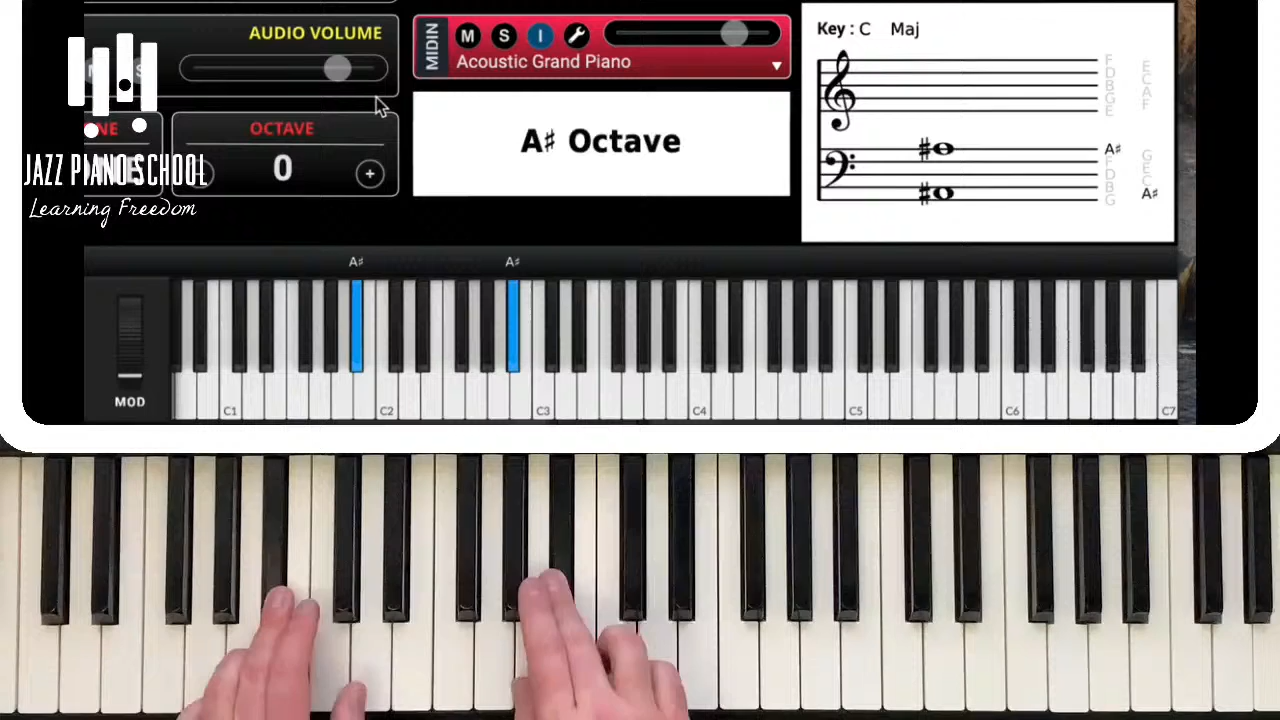 AUDIO VOLUME
MIDIN
M S I
Acoustic Grand Piano
Key : C Maj
F
D
B
G
E
E
C
A
F
NE
OCTAVE
0
+
A♯ Octave
JAZZ PIANO SCHOOL
Learning Freedom
A♯
F
D
B
G
G
E
C
A♯
A♯ A♯
MOD
C1 C2 C3 C4 C5 C6 C7